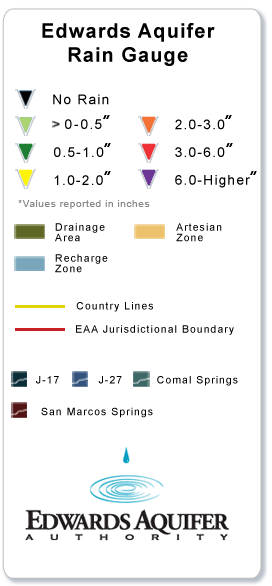 Edwards Aquifer
Rain Gauge
No Rain
> 0-0.5″ 2.0-3.0″
0.5-1.0″ 3.0-6.0″
1.0-2.0″ 6.0-Higher″
*Values reported in inches
Drainage Area
Artesian Zone
Recharge Zone
Country Lines
EAA Jurisdictional Boundary
J-17 J-27 Comal Springs
San Marcos Springs
EDWARDS AQUIFER
AUTHORITY